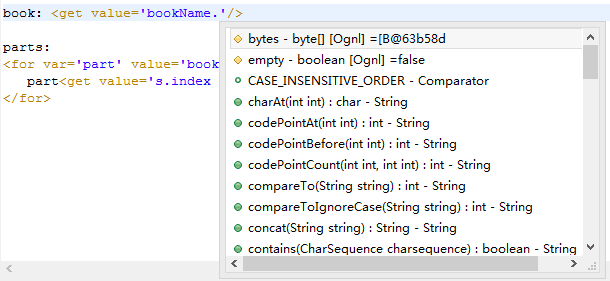 book: <get value='bookName.'/>
parts:
<for var='part' value='book
part<get value='s.index
</for>
bytes - byte[] [Ognl] =[B@63b58d
empty - boolean [Ognl] =false
CASE_INSENSITIVE_ORDER - Comparator
charAt(int int) : char - String
codePointAt(int int) : int - String
codePointBefore(int int) : int - String
codePointCount(int int, int int) : int - String
compareTo(String string) : int - String
compareToIgnoreCase(String string) : int - String
concat(String string) : String - String
contains(CharSequence charsequence) : boolean - String